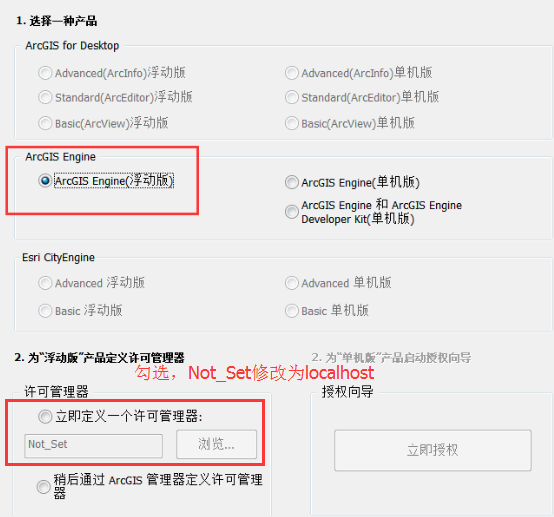 1. 选择一种产品
ArcGIS for Desktop
Advanced(ArcInfo)浮动版
Advanced(ArcInfo)单机版
Standard(ArcEditor)浮动版
Standard(ArcEditor)单机版
Basic(ArcView)浮动版
Basic(ArcView)单机版
ArcGIS Engine
ArcGIS Engine(浮动版)
ArcGIS Engine(单机版)
ArcGIS Engine 和 ArcGIS Engine
Developer Kit(单机版)
Esri CityEngine
Advanced 浮动版
Advanced 单机版
Basic 浮动版
Basic 单机版
2. 为“浮动版”产品定义许可管理器
2. 为“单机版”产品启动授权向导
勾选，Not_Set修改为localhost
许可管理器
授权向导
立即定义一个许可管理器:
Not_Set
浏览...
立即授权
稍后通过 ArcGIS 管理器定义许可管理
器